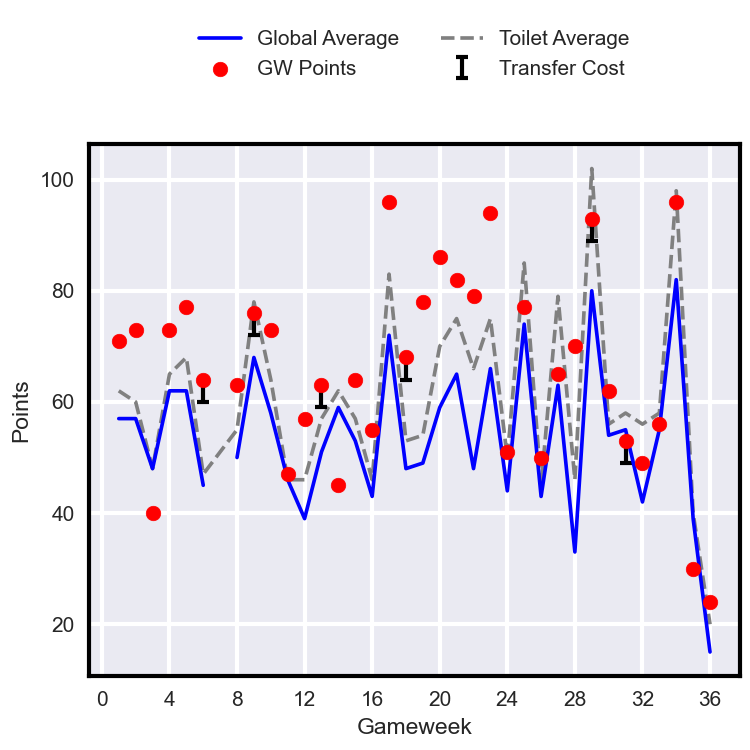 Global Average Toilet Average
GW Points Transfer Cost
100
80
60
40
20
Points
0 4 8 12 16 20 24 28 32 36
Gameweek